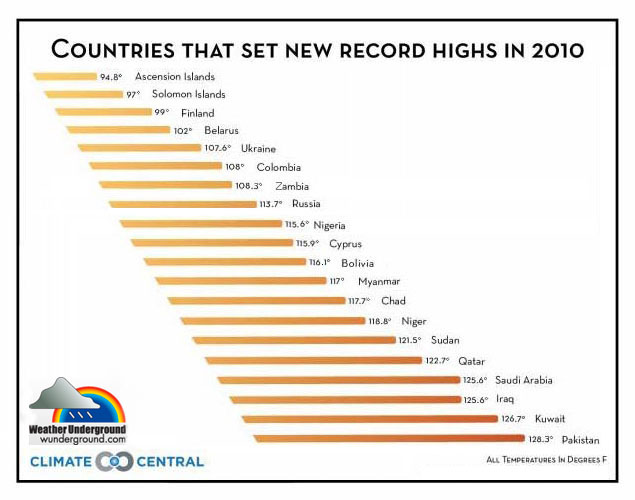 COUNTRIES THAT SET NEW RECORD HIGHS IN 2010
94.8° Ascension Islands
97° Solomon Islands
99° Finland
102° Belarus
107.6° Ukraine
108° Colombia
108.3° Zambia
113.7° Russia
115.6° Nigeria
115.9° Cyprus
116.1° Bolivia
117° Myanmar
117.7° Chad
118.8° Niger
121.5° Sudan
122.7° Qatar
125.6° Saudi Arabia
125.6° Iraq
126.7° Kuwait
128.3° Pakistan
Weather Underground
wunderground.com
CLIMATE CENTRAL
ALL TEMPERATURES IN DEGREES F